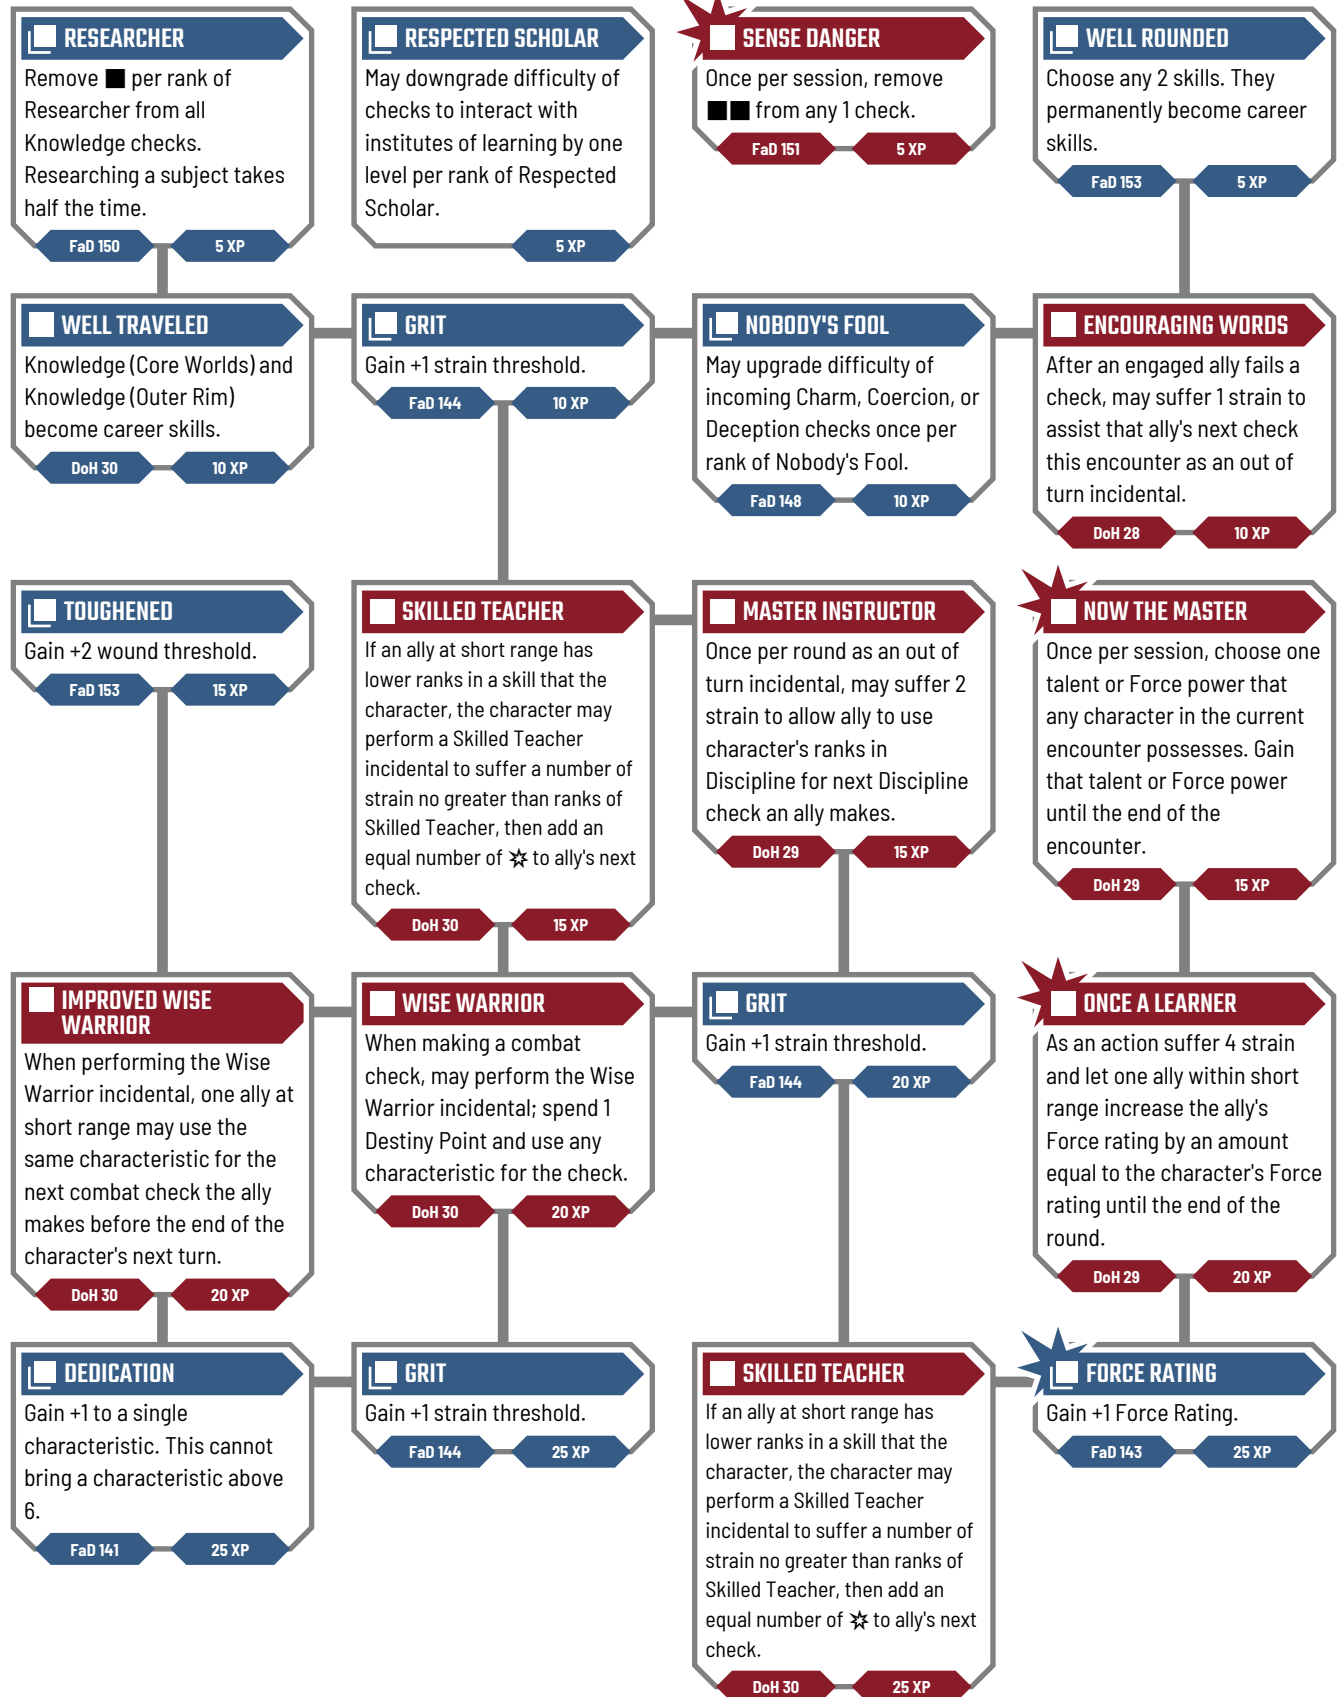 RESEARCHER
Remove ■ per rank of
Researcher from all
Knowledge checks.
Researching a subject takes
half the time.
FaD 150
5 XP
RESPECTED SCHOLAR
May downgrade difficulty of
checks to interact with
institutes of learning by one
level per rank of Respected
Scholar.
5 XP
SENSE DANGER
Once per session, remove
■■ from any 1 check.
FaD 151
5 XP
WELL ROUNDED
Choose any 2 skills. They
permanently become career
skills.
FaD 153
5 XP
WELL TRAVELED
Knowledge (Core Worlds) and
Knowledge (Outer Rim)
become career skills.
DoH 30
10 XP
GRIT
Gain +1 strain threshold.
FaD 144
10 XP
NOBODY'S FOOL
May upgrade difficulty of
incoming Charm, Coercion, or
Deception checks once per
rank of Nobody's Fool.
FaD 148
10 XP
ENCOURAGING WORDS
After an engaged ally fails a
check, may suffer 1 strain to
assist that ally's next check
this encounter as an out of
turn incidental.
DoH 28
10 XP
TOUGHENED
Gain +2 wound threshold.
FaD 153
15 XP
SKILLED TEACHER
If an ally at short range has
lower ranks in a skill that the
character, the character may
perform a Skilled Teacher
incidental to suffer a number of
strain no greater than ranks of
Skilled Teacher, then add an
equal number of to ally's next
check.
DoH 30
15 XP
MASTER INSTRUCTOR
Once per round as an out of
turn incidental, may suffer 2
strain to allow ally to use
character's ranks in
Discipline for next Discipline
check an ally makes.
DoH 29
15 XP
NOW THE MASTER
Once per session, choose one
talent or Force power that
any character in the current
encounter possesses. Gain
that talent or Force power
until the end of the
encounter.
DoH 29
15 XP
IMPROVED WISE
WARRIOR
When performing the Wise
Warrior incidental, one ally at
short range may use the
same characteristic for the
next combat check the ally
makes before the end of the
character's next turn.
DoH 30
20 XP
WISE WARRIOR
When making a combat
check, may perform the Wise
Warrior incidental; spend 1
Destiny Point and use any
characteristic for the check.
DoH 30
20 XP
GRIT
Gain +1 strain threshold.
FaD 144
20 XP
ONCE A LEARNER
As an action suffer 4 strain
and let one ally within short
range increase the ally's
Force rating by an amount
equal to the character's Force
rating until the end of the
round.
DoH 29
20 XP
DEDICATION
Gain +1 to a single
characteristic. This cannot
bring a characteristic above
6.
FaD 141
25 XP
GRIT
Gain +1 strain threshold.
FaD 144
25 XP
SKILLED TEACHER
If an ally at short range has
lower ranks in a skill that the
character, the character may
perform a Skilled Teacher
incidental to suffer a number of
strain no greater than ranks of
Skilled Teacher, then add an
equal number of to ally's next
check.
DoH 30
25 XP
FORCE RATING
Gain +1 Force Rating.
FaD 143
25 XP